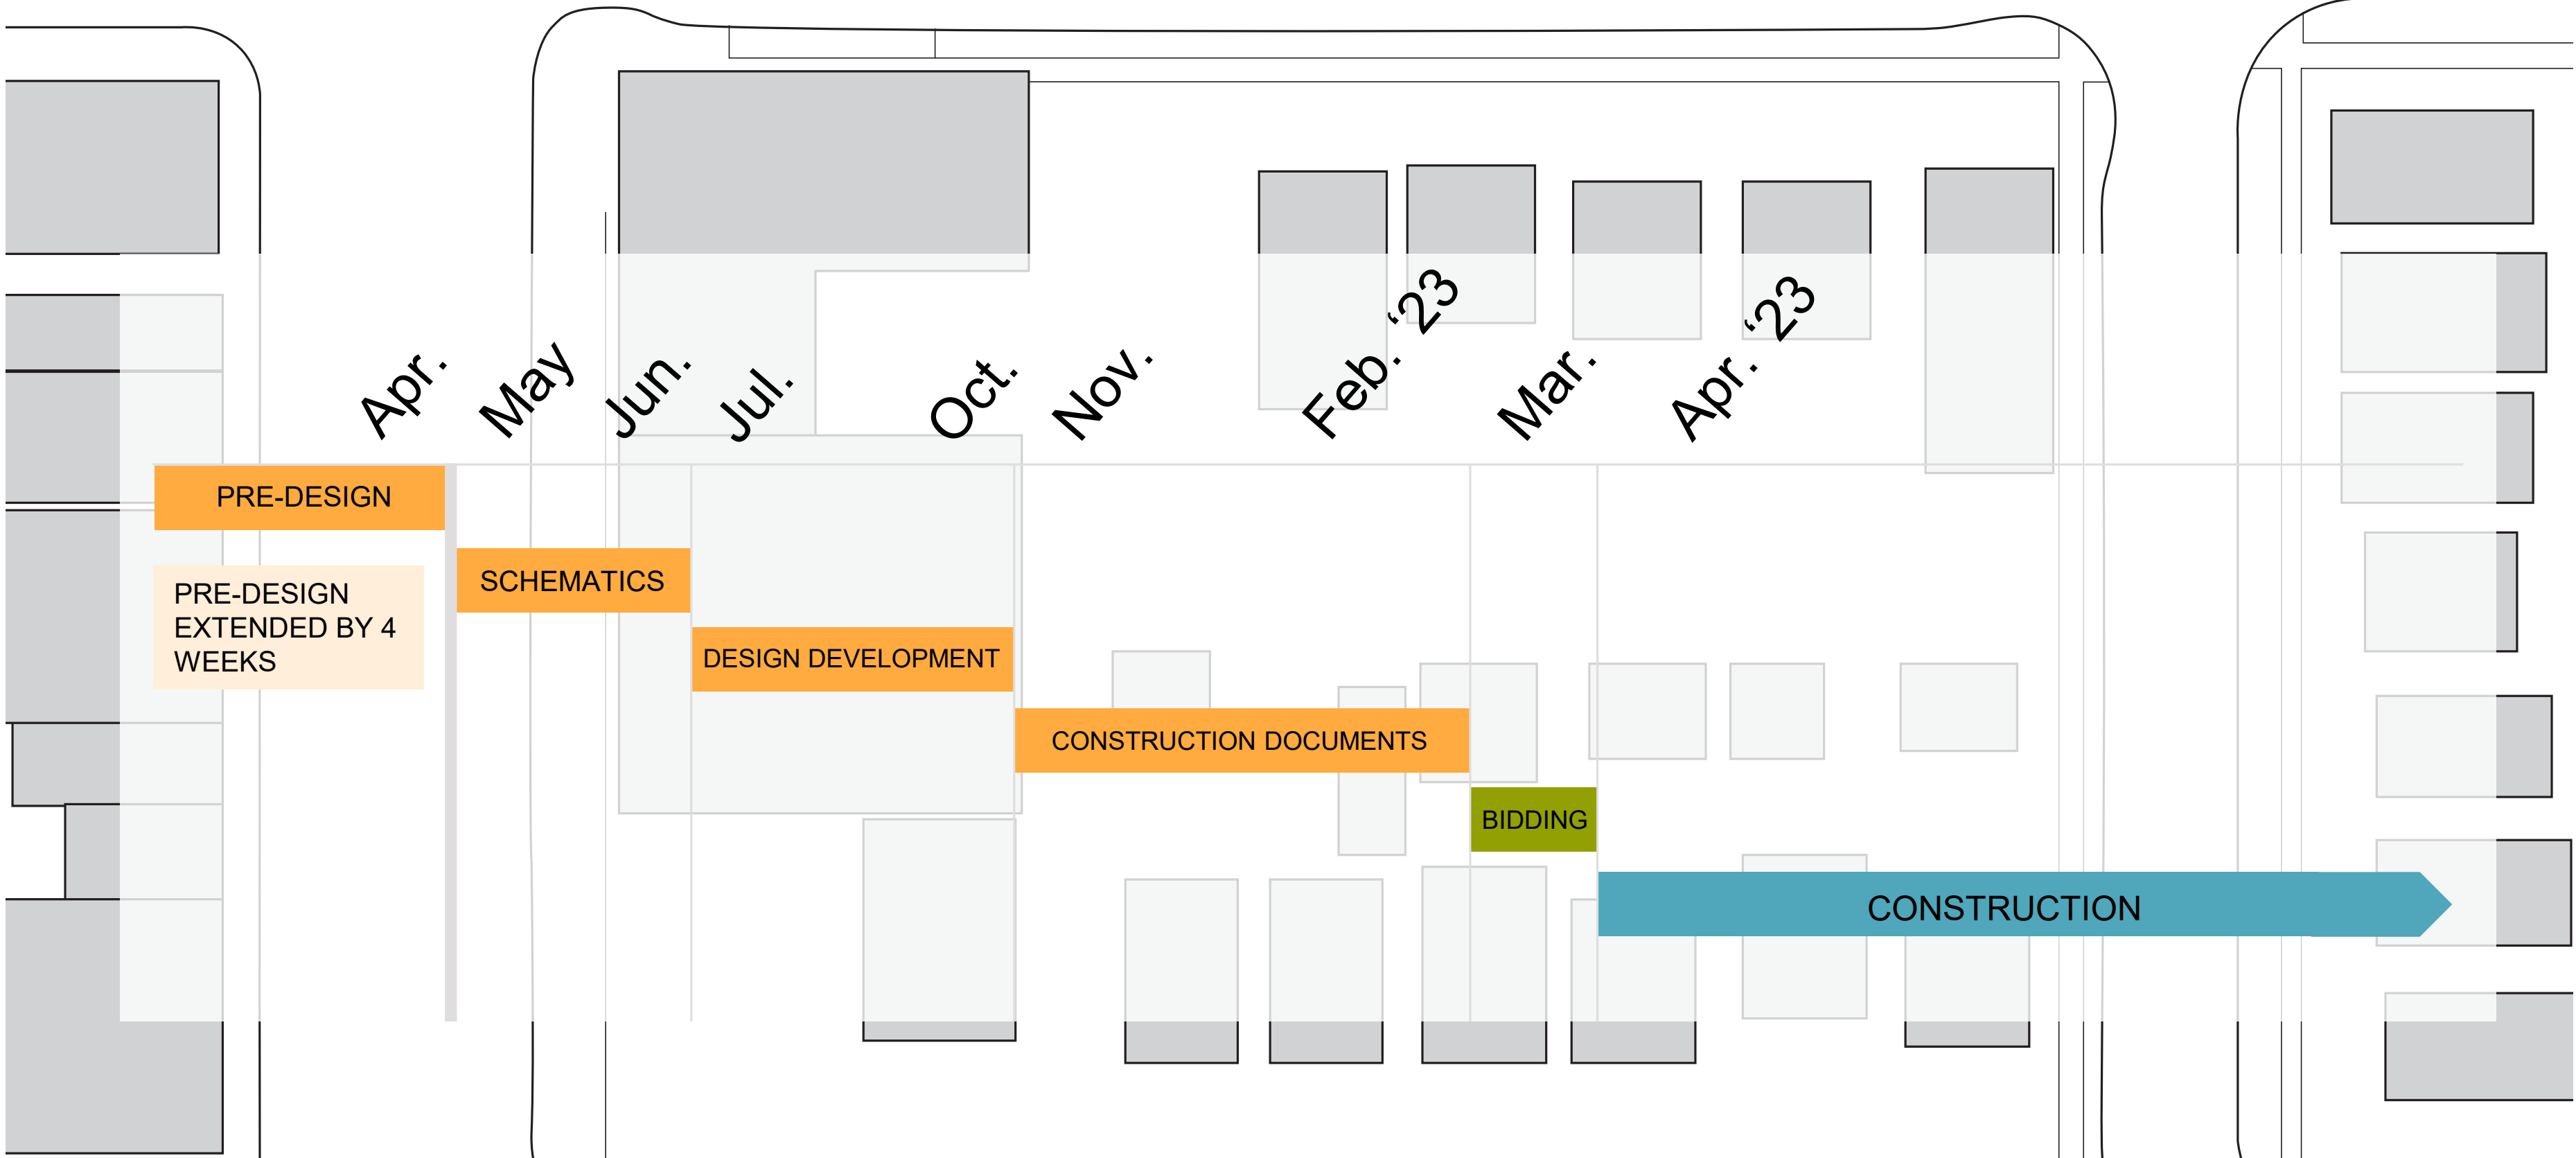 Apr.
May
Jun.
Jul.
Oct.
Nov.
Feb. ‘23
Mar.
Apr. ‘23
PRE-DESIGN
SCHEMATICS
PRE-DESIGN
EXTENDED BY 4
WEEKS
DESIGN DEVELOPMENT
CONSTRUCTION DOCUMENTS
BIDDING
CONSTRUCTION